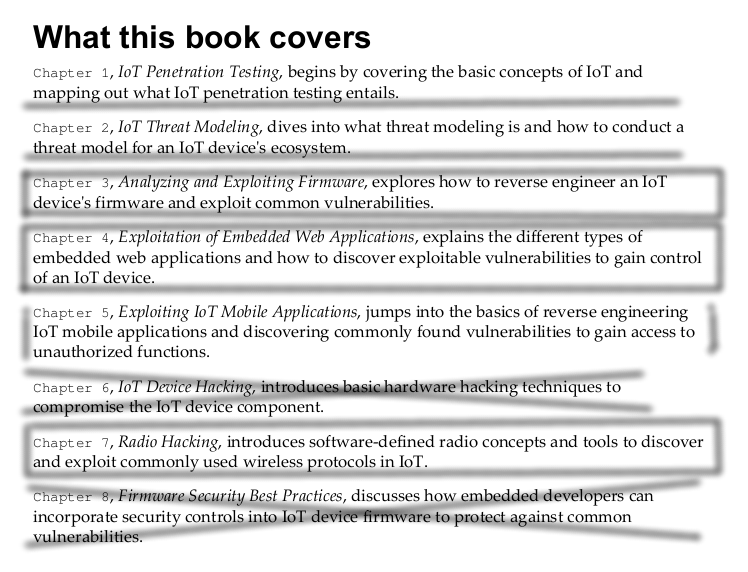 What this book covers
Chapter 1, IoT Penetration Testing, begins by covering the basic concepts of IoT and
mapping out what IoT penetration testing entails.
Chapter 2, IoT Threat Modeling, dives into what threat modeling is and how to conduct a
threat model for an IoT device's ecosystem.
Chapter 3, Analyzing and Exploiting Firmware, explores how to reverse engineer an IoT
device's firmware and exploit common vulnerabilities.
Chapter 4, Exploitation of Embedded Web Applications, explains the different types of
embedded web applications and how to discover exploitable vulnerabilities to gain control
of an IoT device.
Chapter 5, Exploiting IoT Mobile Applications, jumps into the basics of reverse engineering
IoT mobile applications and discovering commonly found vulnerabilities to gain access to
unauthorized functions.
Chapter 6, IoT Device Hacking, introduces basic hardware hacking techniques to
compromise the IoT device component.
Chapter 7, Radio Hacking, introduces software-defined radio concepts and tools to discover
and exploit commonly used wireless protocols in IoT.
Chapter 8, Firmware Security Best Practices, discusses how embedded developers can
incorporate security controls into IoT device firmware to protect against common
vulnerabilities.